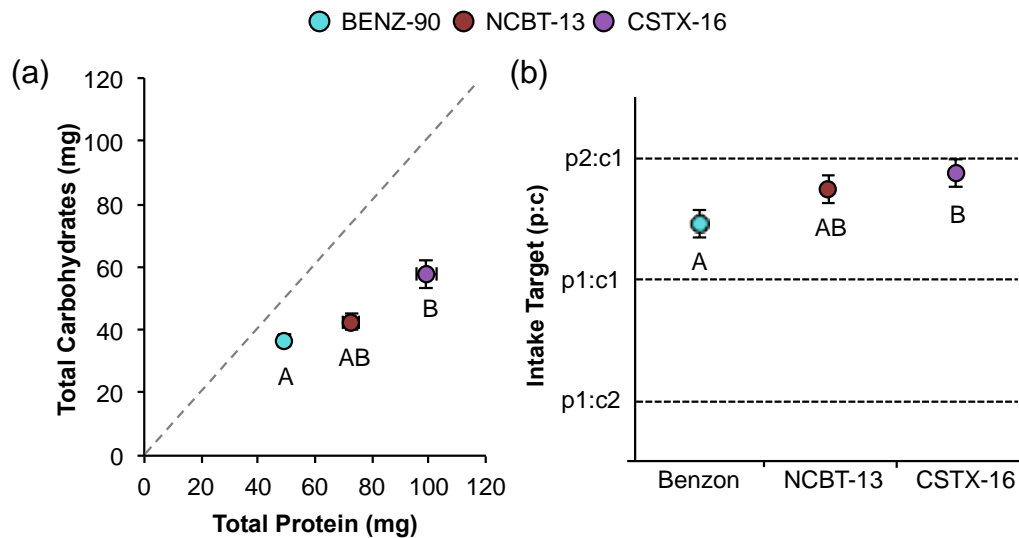 BENZ-90 NCBT-13 CSTX-16
(a)
Total Carbohydrates (mg)
120
100
80
60
40
20
0
A
AB
B
0 20 40 60 80 100 120
Total Protein (mg)
(b)
Intake Target (p:c)
p2:c1
p1:c1
p1:c2
A
AB
B
Benzon NCBT-13 CSTX-16